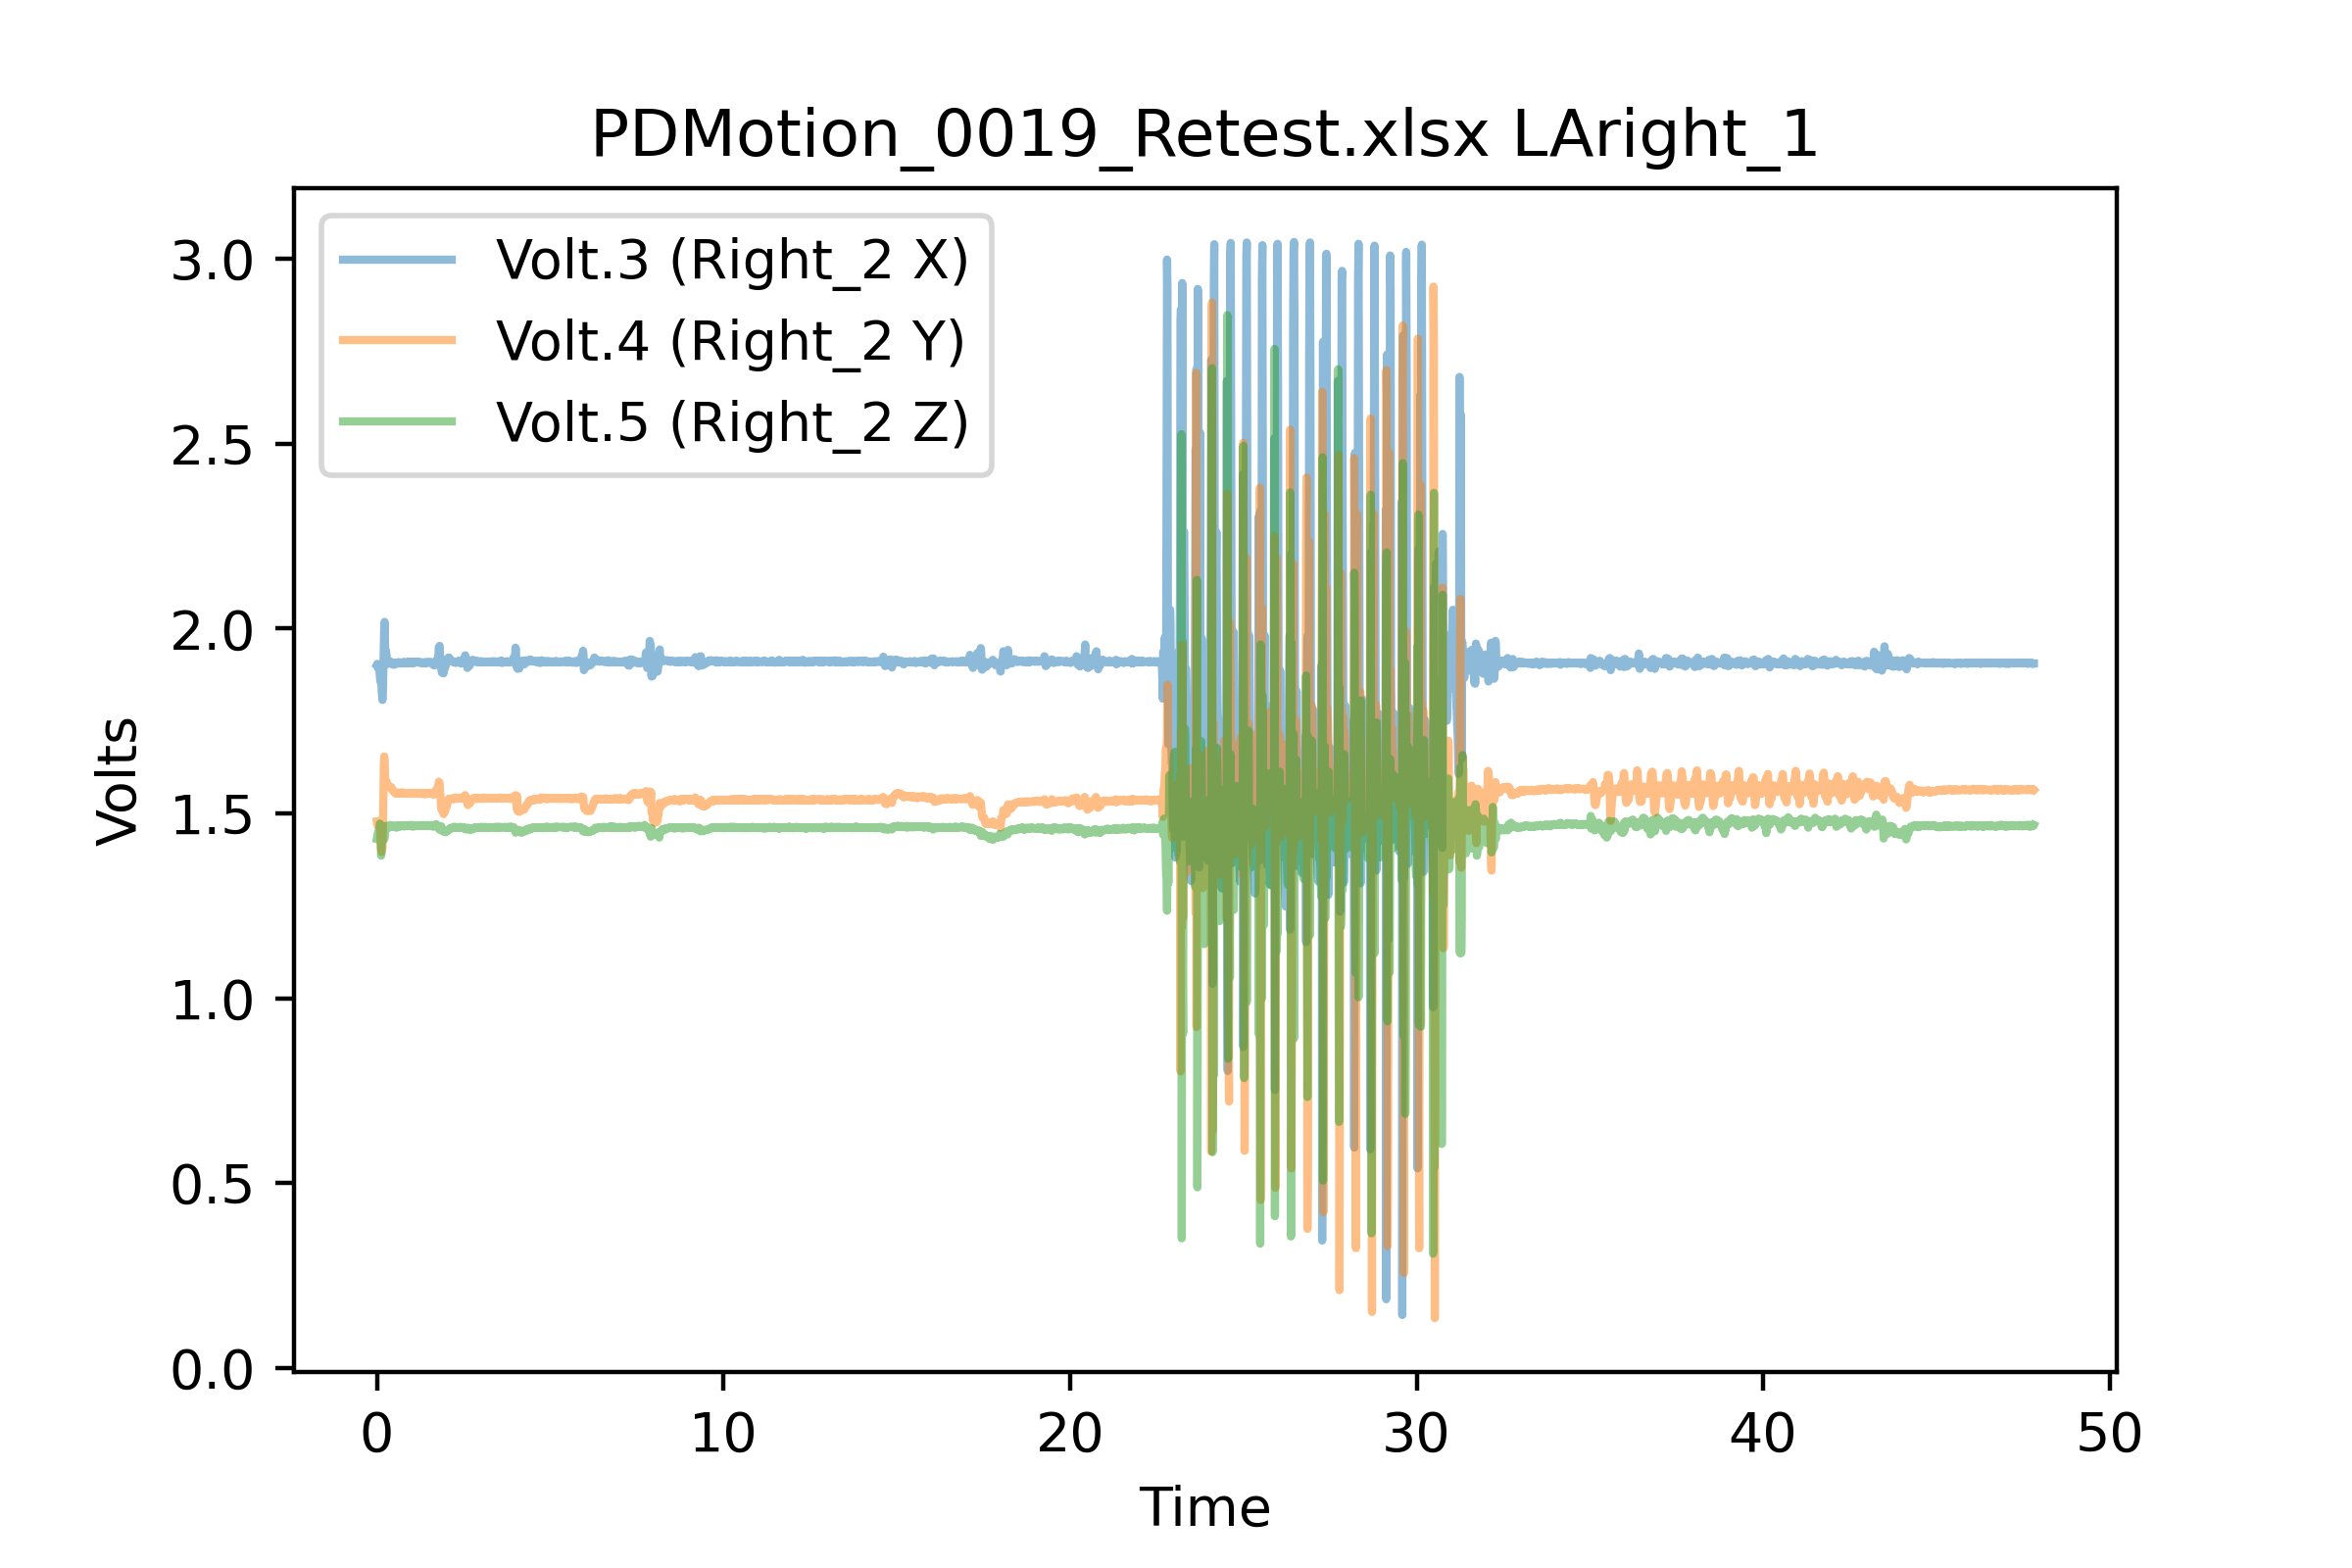 PDMotion_0019_Retest.xlsx LAright_1
Volt.3 (Right_2 X)
Volt.4 (Right_2 Y)
Volt.5 (Right_2 Z)
3.0
2.5
2.0
1.5
1.0
0.5
0.0
Volts
0 10 20 30 40 50
Time